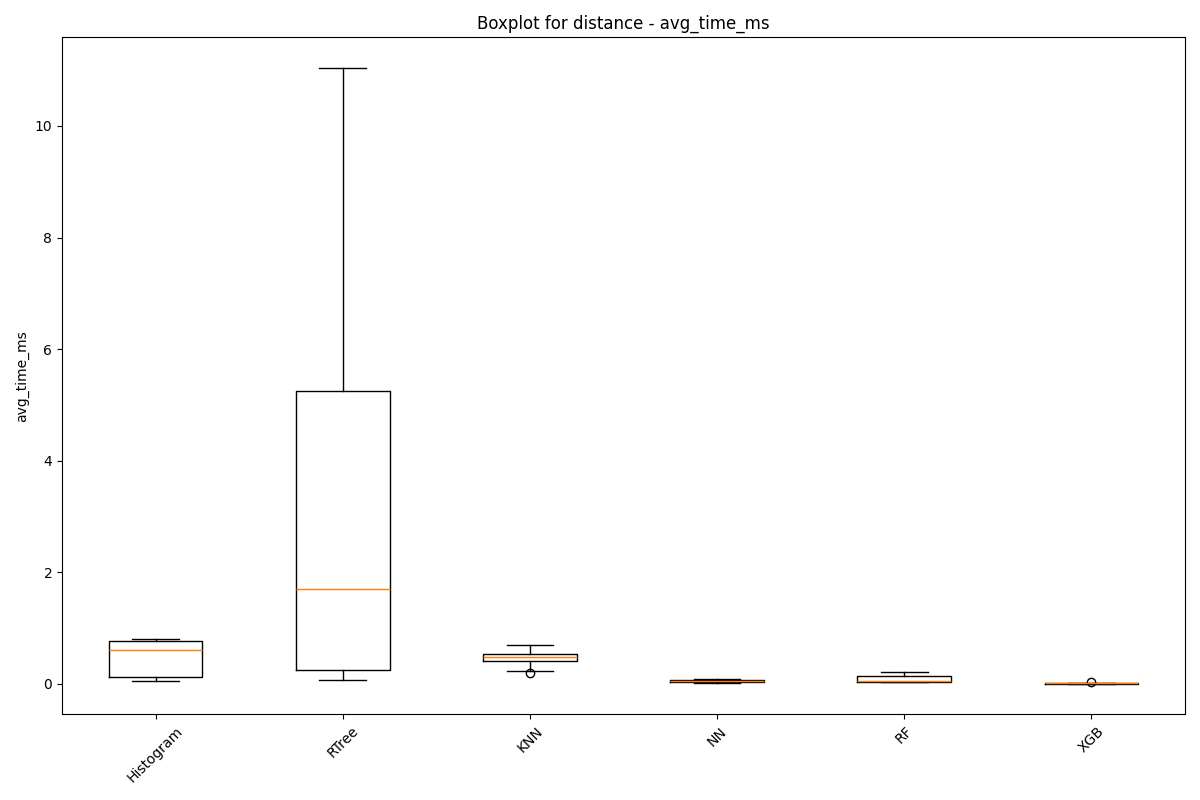 Boxplot for distance - avg_time_ms
avg_time_ms
10
8
6
4
2
0
Histogram
RTree
KNN
NN
RF
XGB